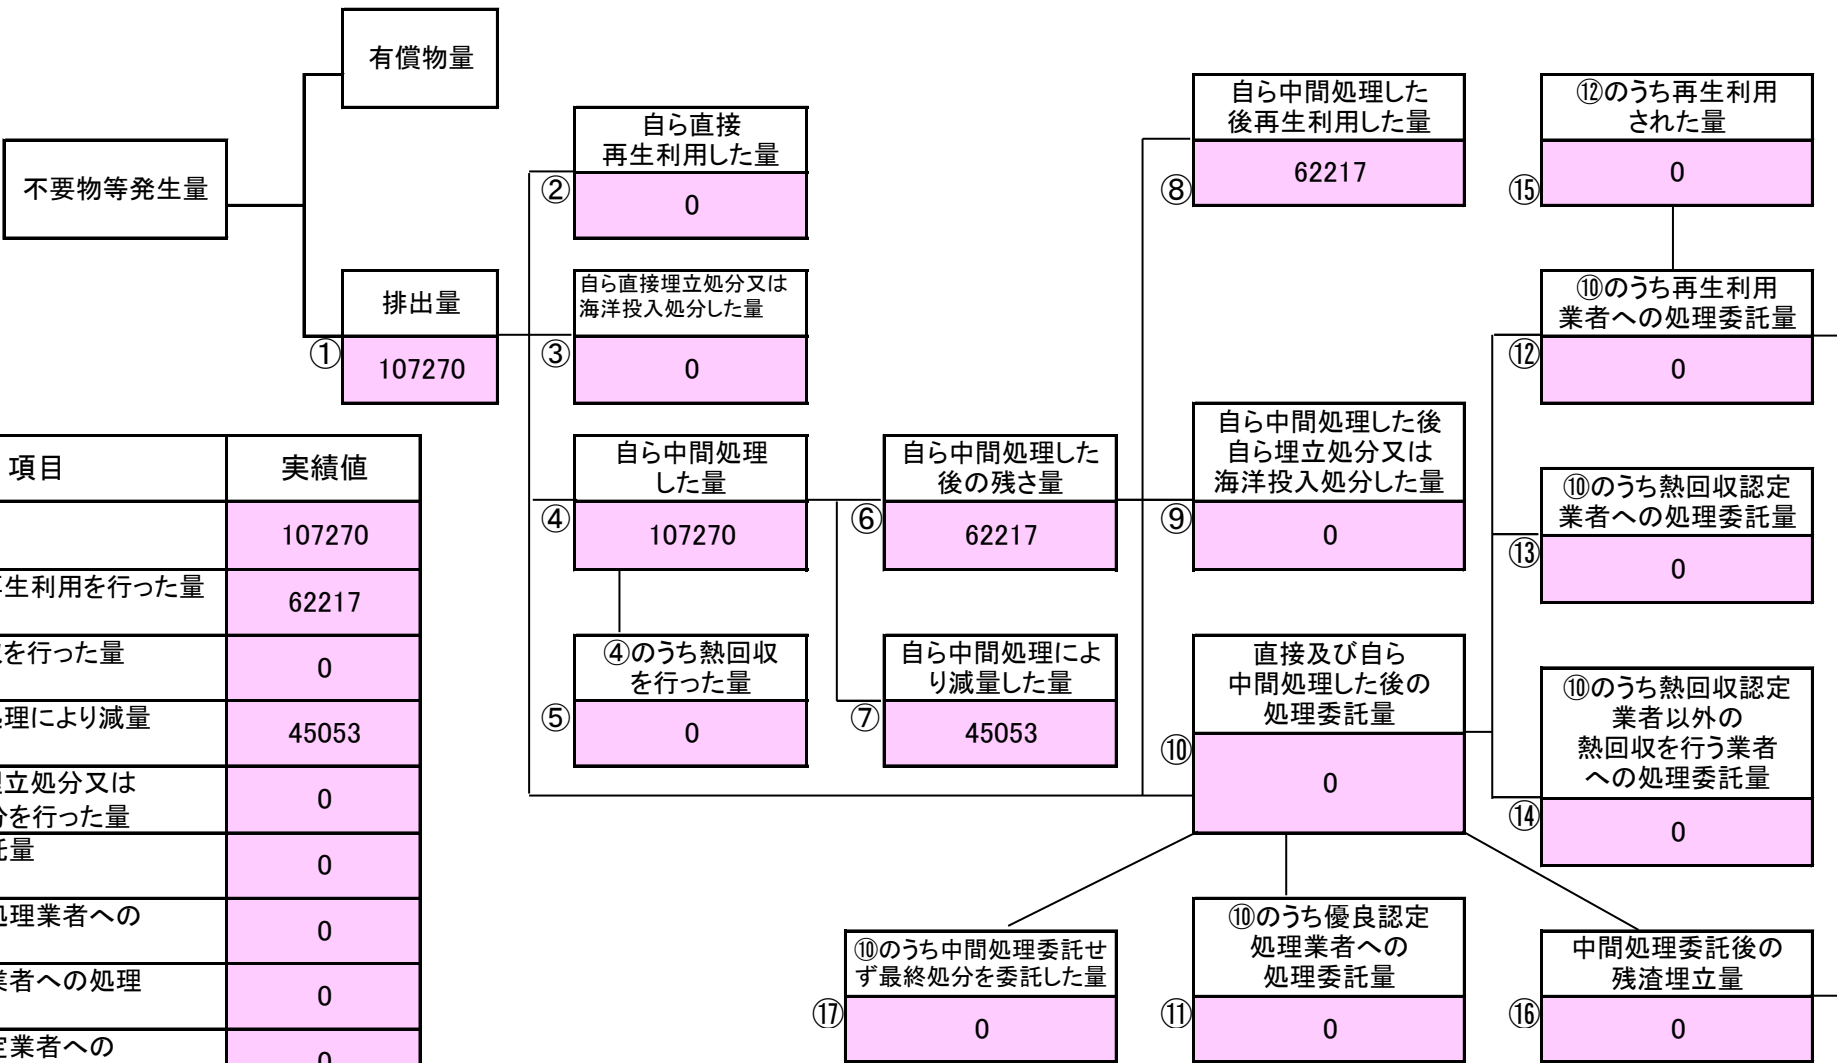 有償物量
不要物等発生量
排出量
①
107270
自ら直接
再生利用した量
②
0
自ら直接埋立処分又は
海洋投入処分した量
③
0
自ら中間処理
した量
④
107270
④のうち熱回収
を行った量
⑤
0
自ら中間処理した
後の残さ量
⑥
62217
自ら中間処理によ
り減量した量
⑦
45053
自ら中間処理した
後再生利用した量
⑧
62217
自ら中間処理した後
自ら埋立処分又は
海洋投入処分した量
⑨
0
直接及び自ら
中間処理した後の
処理委託量
⑩
0
⑩のうち優良認定
処理業者への
処理委託量
⑪
0
⑫のうち再生利用
された量
⑮
0
⑩のうち再生利用
業者への処理委託量
⑫
0
⑩のうち熱回収認定
業者への処理委託量
⑬
0
⑩のうち熱回収認定
業者以外の
熱回収を行う業者
への処理委託量
⑭
0
⑩のうち中間処理委託せ
ず最終処分を委託した量
⑰
0
中間処理委託後の
残渣埋立量
⑯
0
項目 実績値
107270
生利用を行った量
62217
を行った量
0
理により減量
45053
立処分又は
を行った量
0
量
0
処理業者への
0
業者への処理
0
業者への
0